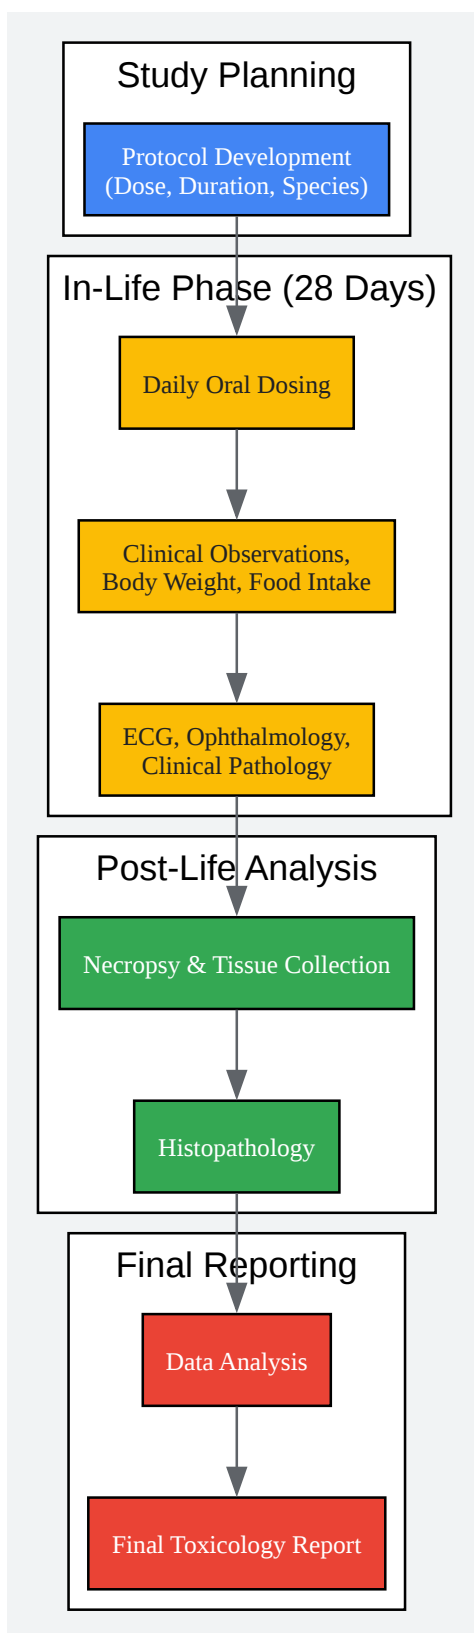 Study Planning
Protocol Development
(Dose, Duration, Species)
In-Life Phase (28 Days)
Daily Oral Dosing
Clinical Observations,
Body Weight, Food Intake
ECG, Ophthalmology,
Clinical Pathology
Post-Life Analysis
Necropsy & Tissue Collection
Histopathology
Final Reporting
Data Analysis
Final Toxicology Report